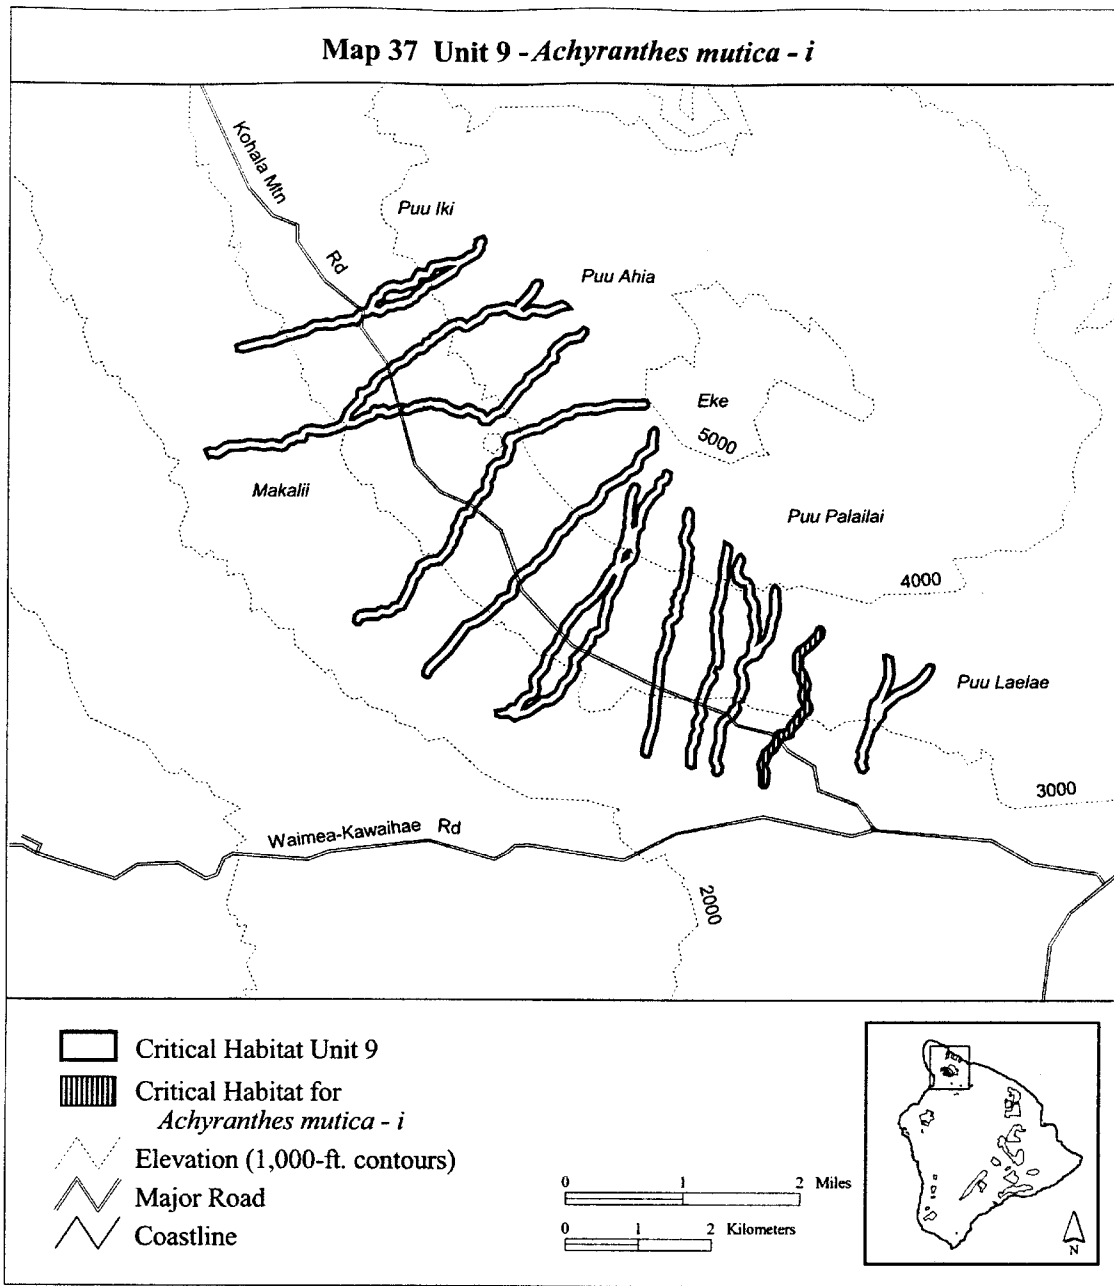 Map 37 Unit 9 - Achyranthes mutica - i
Kohala Mtn
Rd
Puu Iki
Puu Ahia
Eke
5000
Makalii
Puu Palailai
4000
Puu Laelae
3000
Waimea-Kawaihae Rd
2000
Critical Habitat Unit 9
Critical Habitat for
Achyranthes mutica - i
Elevation (1,000-ft. contours)
Major Road
Coastline
0 1 2 Miles
0 1 2 Kilometers
N